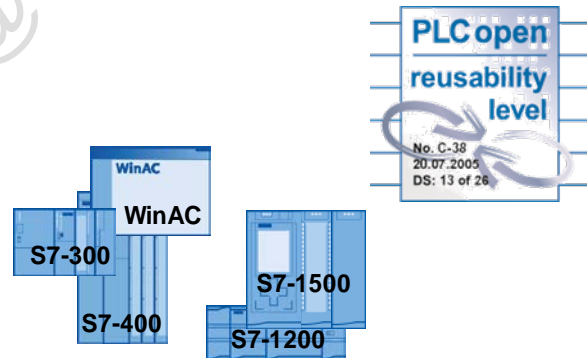 @
PLCopen
reusability
level
No. C-38
20.07.2005
DS: 13 of 26
WinAC
WinAC
S7-300
S7-1500
S7-400
S7-1200